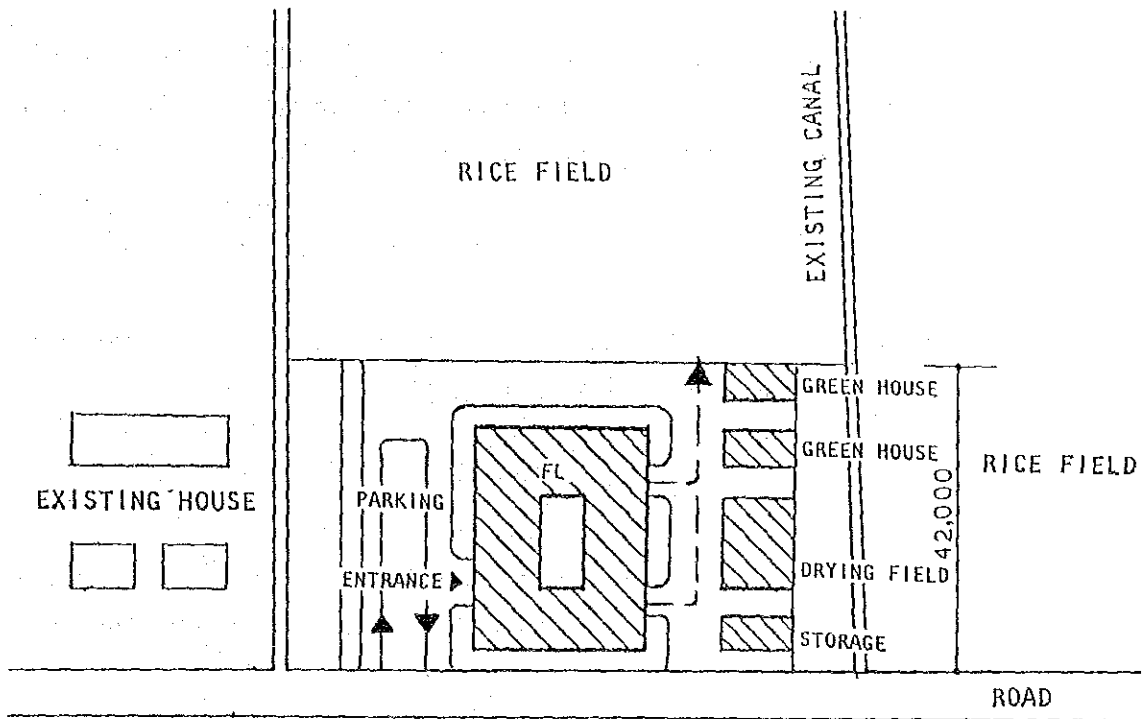 RICE FIELD
EXISTING CANAL
GREEN HOUSE
GREEN HOUSE
RICE FIELD
FL
PARKING
EXISTING HOUSE
42,000
ENTRANCE
DRYING FIELD
STORAGE
ROAD